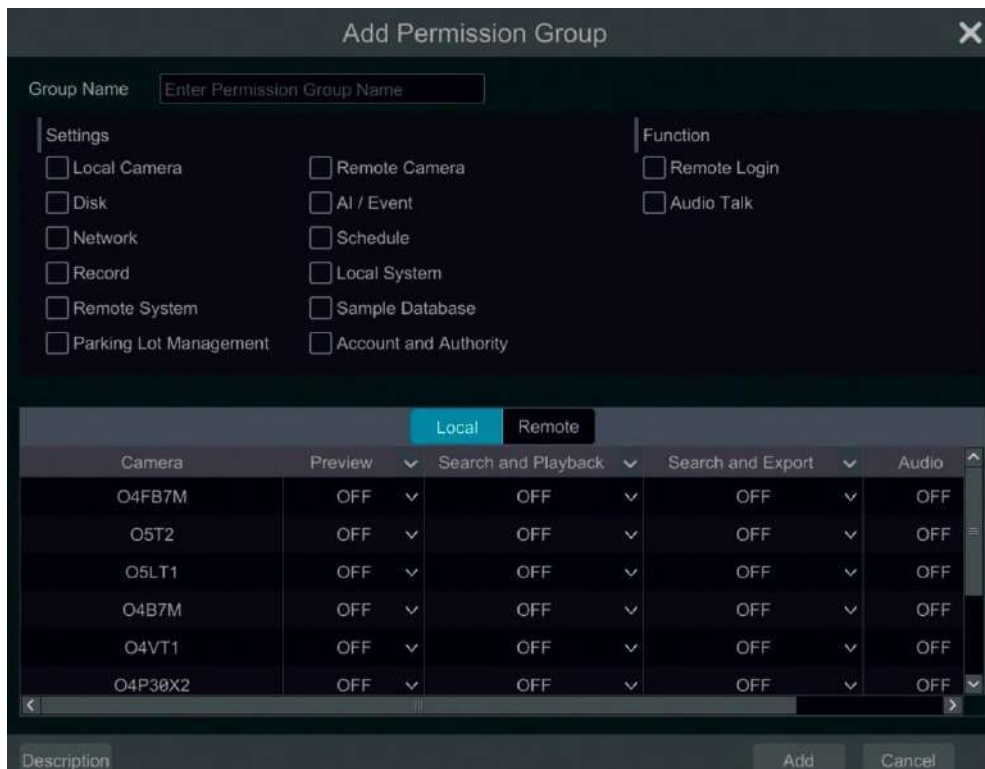 Add Permission Group
Group Name Enter Permission Group Name
Settings Function
Local Camera Remote Camera Remote Login
Disk AI / Event Audio Talk
Network Schedule
Record Local System
Remote System Sample Database
Parking Lot Management Account and Authority
Local Remote
Camera Preview Search and Playback Search and Export Audio
O4FB7M OFF OFF OFF OFF
O5T2 OFF OFF OFF OFF
O5LT1 OFF OFF OFF OFF
O4B7M OFF OFF OFF OFF
O4VT1 OFF OFF OFF OFF
O4P30X2 OFF OFF OFF OFF
Description Add Cancel